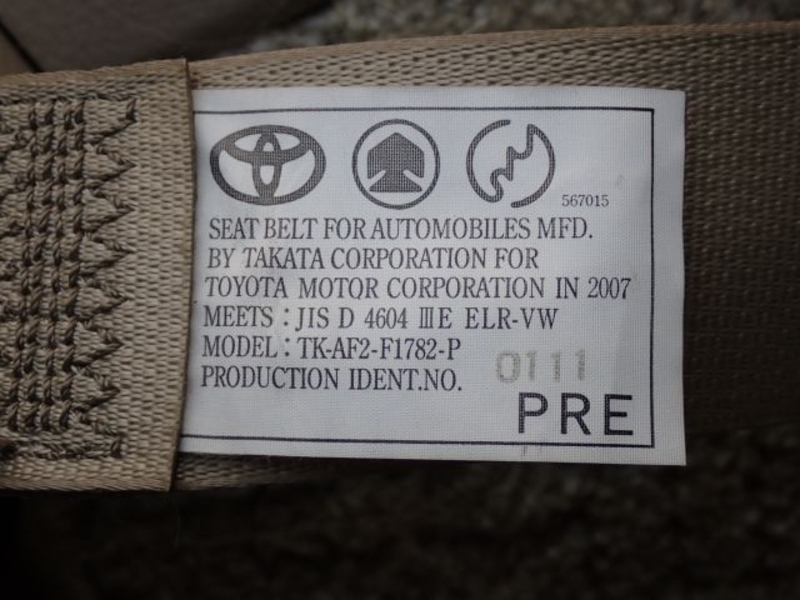 567015
SEAT BELT FOR AUTOMOBILES MFD.
BY TAKATA CORPORATION FOR
TOYOTA MOTOR CORPORATION IN 2007
MEETS : JIS D 4604 ⅢE ELR-VW
MODEL : TK-AF2-F1782-P
PRODUCTION IDENT.NO. 0111
PRE